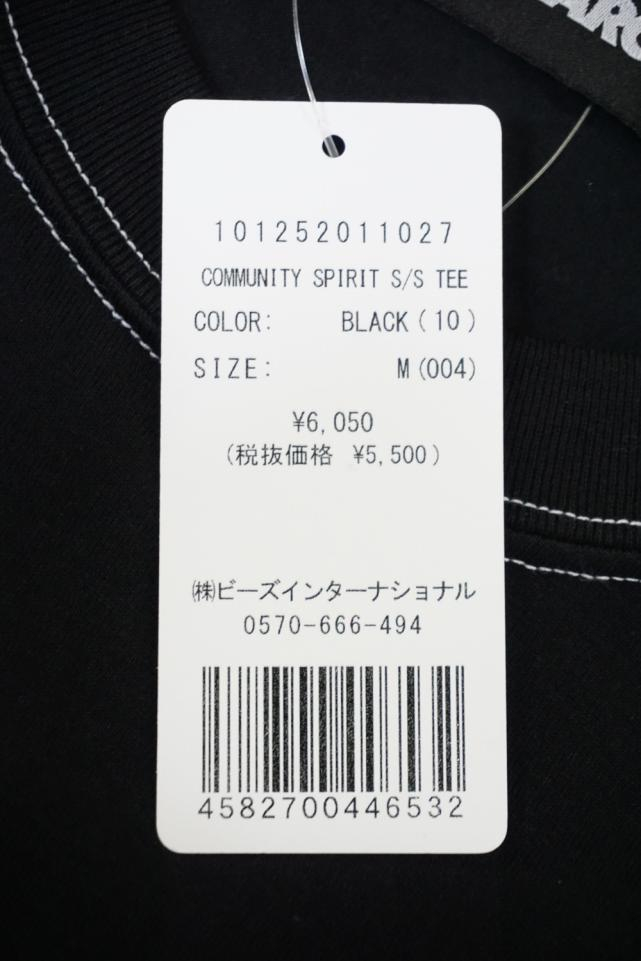 101252011027
COMMUNITY SPIRIT S/S TEE
COLOR: BLACK(10)
SIZE: M(004)
¥6,050
(税抜価格 ¥5,500)
㈱ビーズインターナショナル
0570-666-494
4582700446532